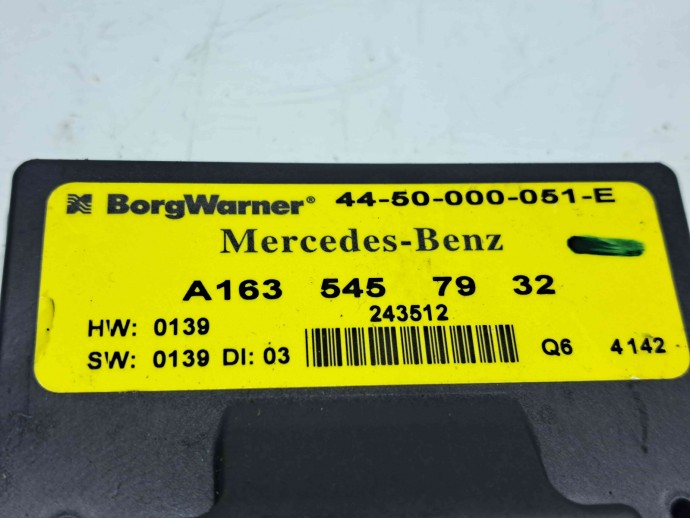 BorgWarner® 44-50-000-051-E
Mercedes-Benz
A163 545 79 32
243512
HW: 0139
SW: 0139 DI: 03 Q6 4142